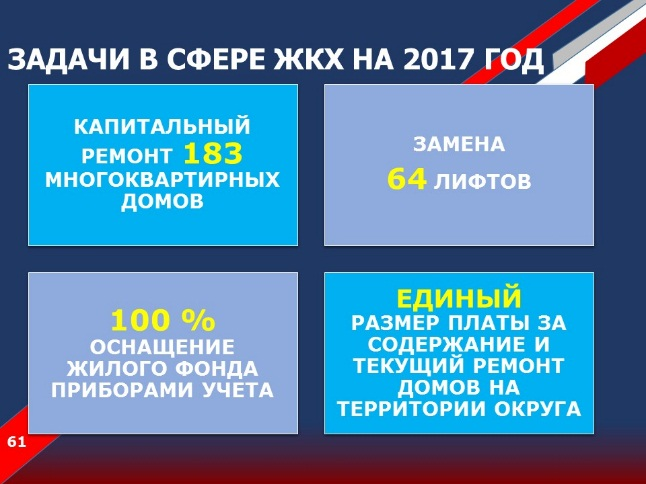 ЗАДАЧИ В СФЕРЕ ЖКХ НА 2017 ГОД
КАПИТАЛЬНЫЙ
РЕМОНТ 183
МНОГОКВАРТИРНЫХ
ДОМОВ
ЗАМЕНА
64 ЛИФТОВ
100 %
ОСНАЩЕНИЕ
ЖИЛОГО ФОНДА
ПРИБОРАМИ УЧЕТА
ЕДИНЫЙ
РАЗМЕР ПЛАТЫ ЗА
СОДЕРЖАНИЕ И
ТЕКУЩИЙ РЕМОНТ
ДОМОВ НА
ТЕРРИТОРИИ ОКРУГА
61